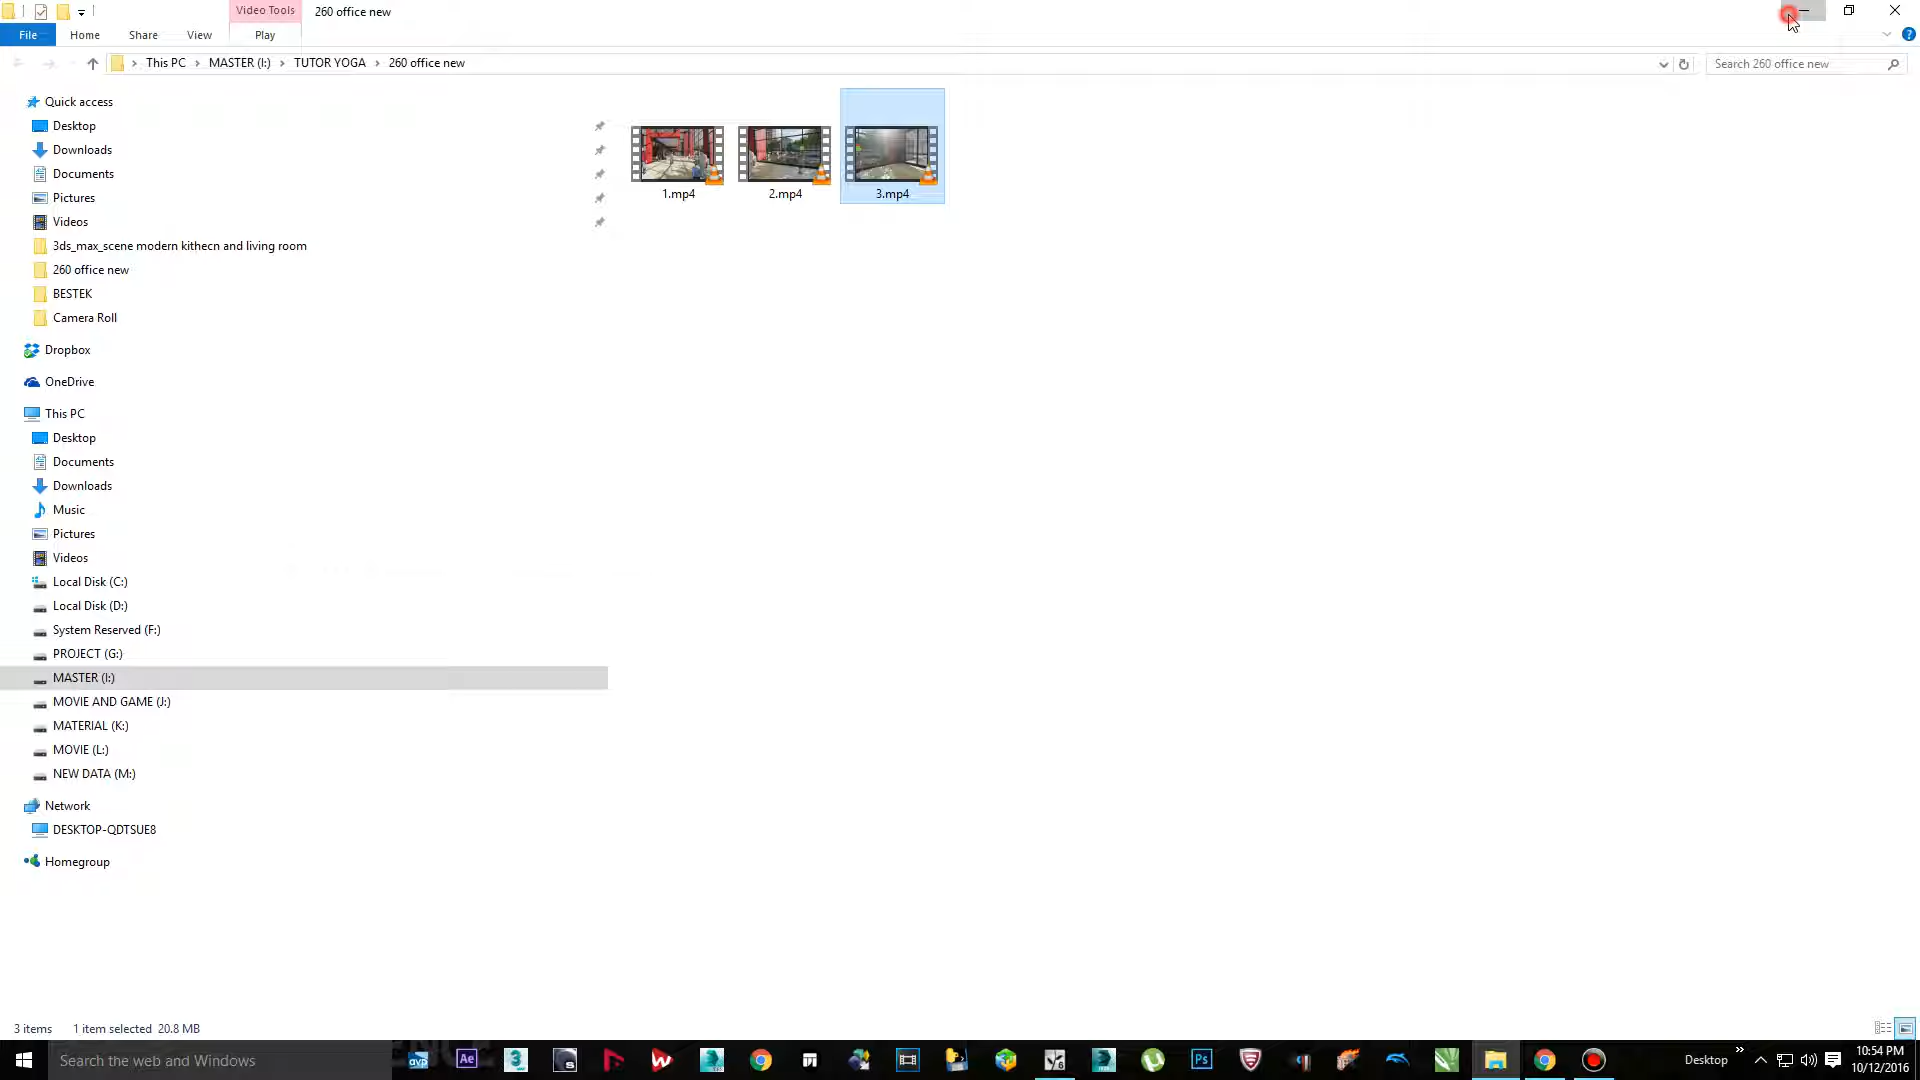 Video Tools
260 office new
File
Home
Share
View
Play
This PC
MASTER (I:)
TUTOR YOGA
260 office new
Search 260 office new
Quick access
Desktop
Downloads
Documents
Pictures
Videos
3ds_max_scene modern kithecn and living room
260 office new
BESTEK
Camera Roll
Dropbox
OneDrive
This PC
Desktop
Documents
Downloads
Music
Pictures
Videos
Local Disk (C:)
Local Disk (D:)
System Reserved (F:)
PROJECT (G:)
MASTER (I:)
MOVIE AND GAME (J:)
MATERIAL (K:)
MOVIE (L:)
NEW DATA (M:)
Network
DESKTOP-QDTSUE8
Homegroup
1.mp4
2.mp4
3.mp4
3 items
1 item selected 20.8 MB
Search the web and Windows
Ae
Ps
Desktop
10:54 PM
10/12/2016